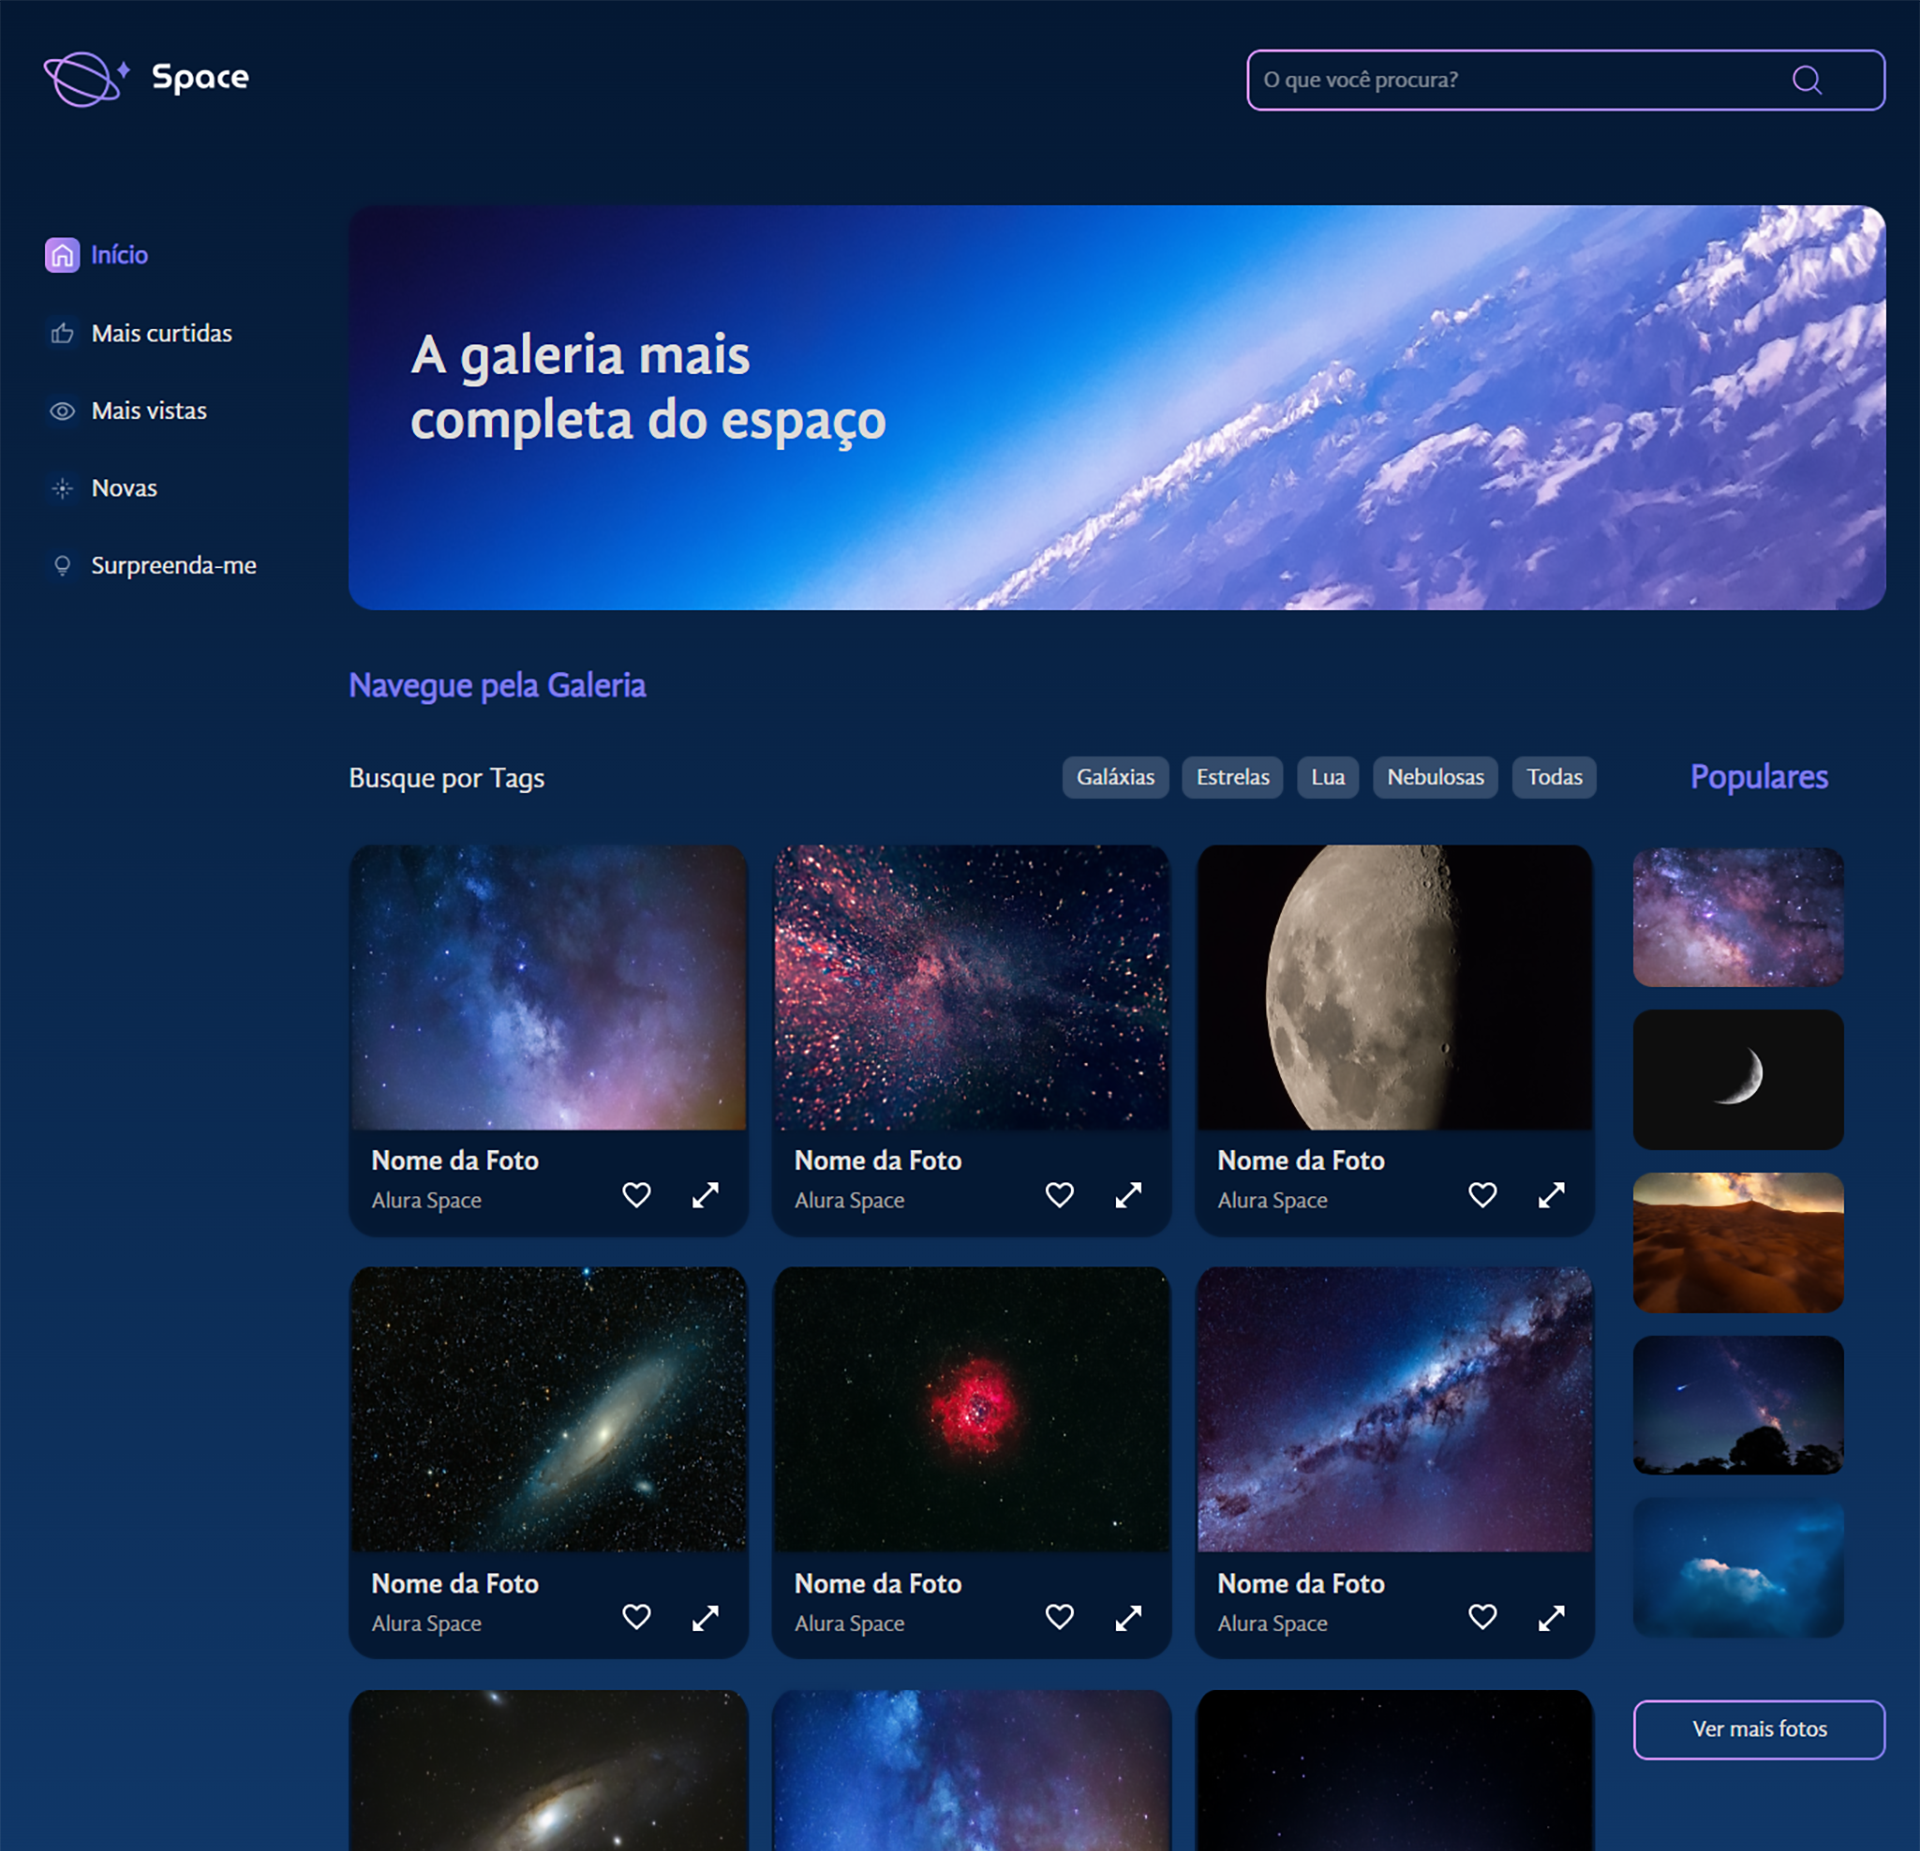 Space
O que você procura?
Início
Mais curtidas
Mais vistas
Novas
Surpreenda-me
A galeria mais
completa do espaço
Navegue pela Galeria
Busque por Tags
Galáxias
Estrelas
Lua
Nebulosas
Todas
Populares
Nome da Foto
Alura Space
Nome da Foto
Alura Space
Nome da Foto
Alura Space
Nome da Foto
Alura Space
Nome da Foto
Alura Space
Nome da Foto
Alura Space
Ver mais fotos